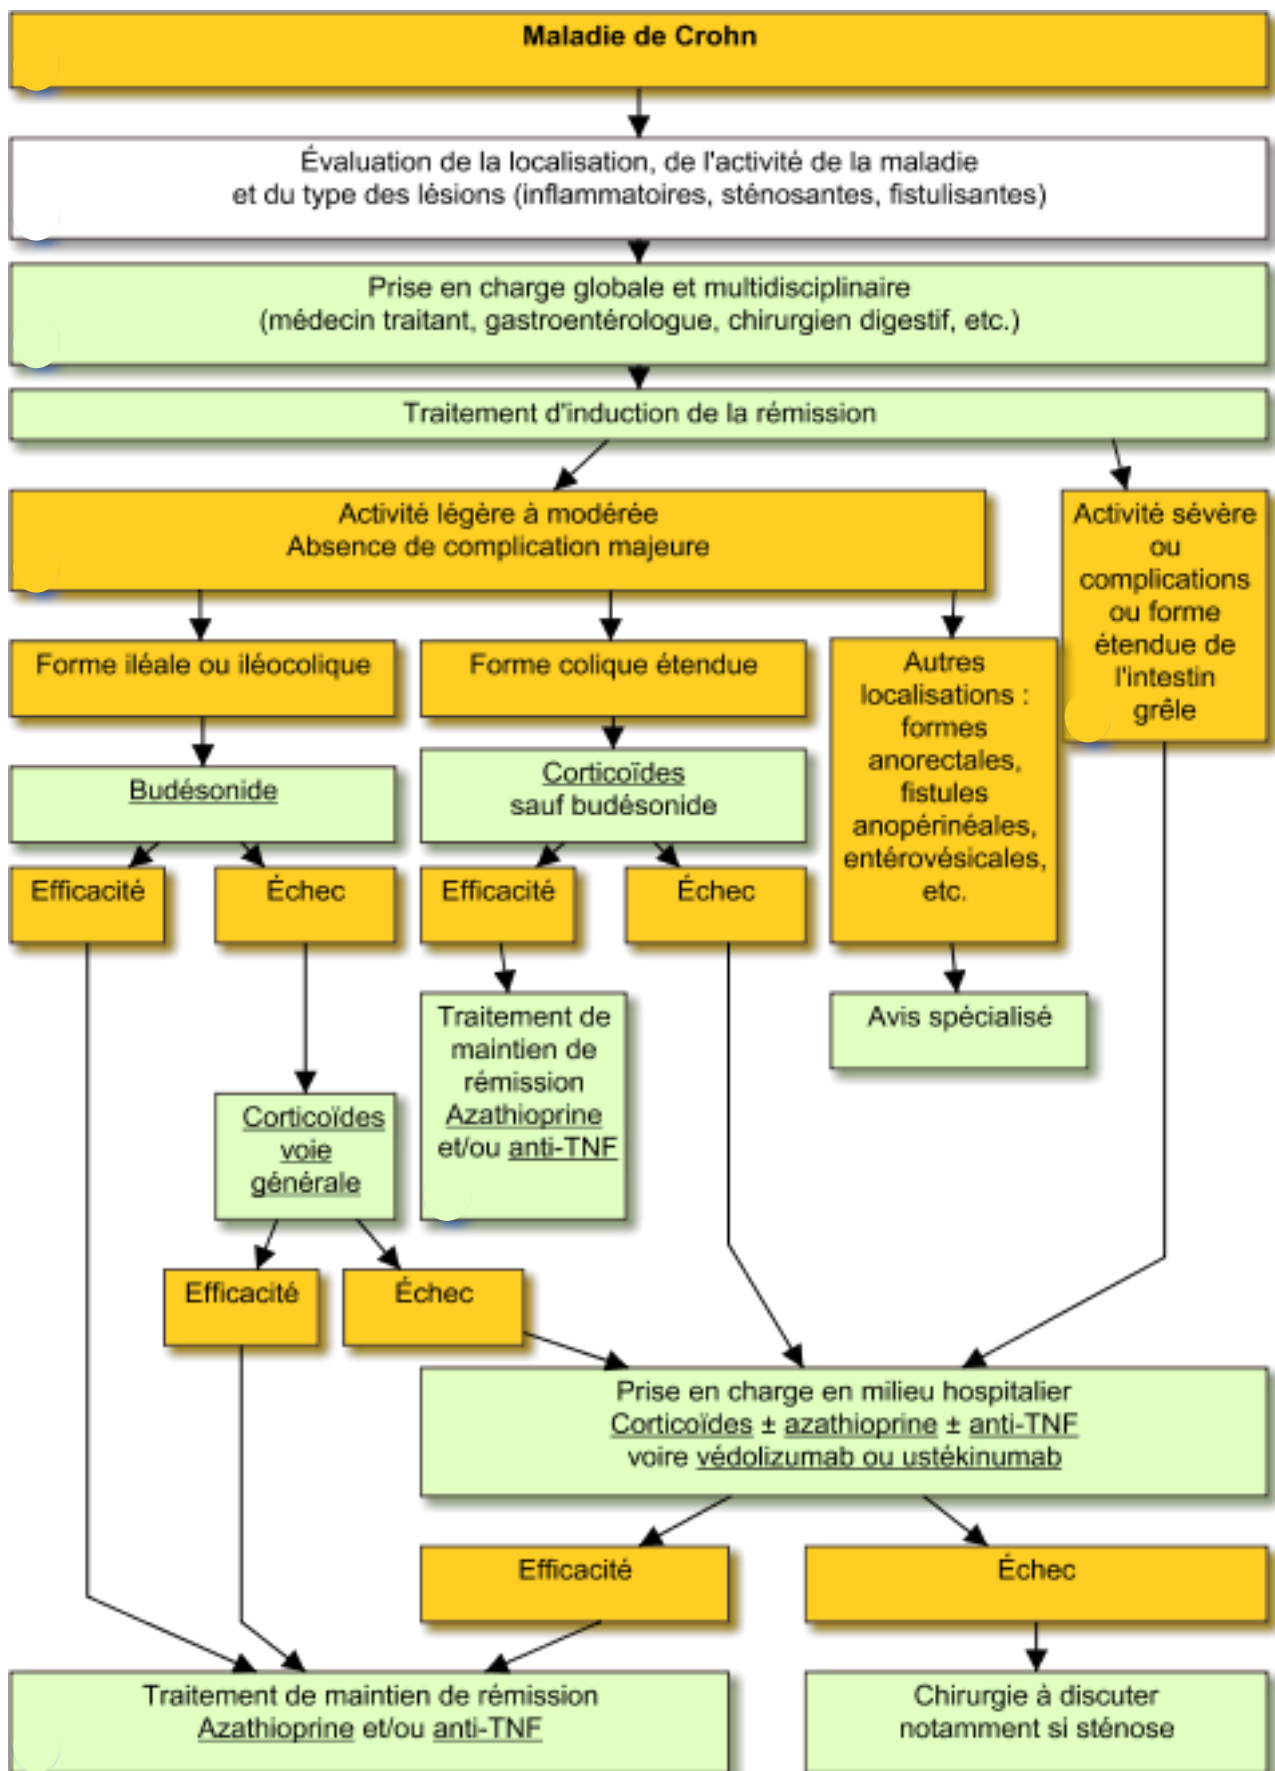 Maladie de Crohn
Évaluation de la localisation, de l'activité de la maladie
et du type des lésions (inflammatoires, sténosantes, fistulisantes)
Prise en charge globale et multidisciplinaire
(médecin traitant, gastroentérologue, chirurgien digestif, etc.)
Traitement d'induction de la rémission
Activité légère à modérée
Absence de complication majeure
Activité sévère
ou
complications
ou forme
étendue de
l'intestin
grêle
Forme iléale ou iléocolique
Forme colique étendue
Autres
localisations :
formes
anorectales,
fistules
anopérinéales,
entérovésicales,
etc.
Budésonide
Corticoïdes
sauf budésonide
Efficacité
Échec
Efficacité
Échec
Traitement de
maintien de
rémission
Azathioprine
et/ou anti-TNF
Avis spécialisé
Corticoïdes
voie
générale
Efficacité
Échec
Prise en charge en milieu hospitalier
Corticoïdes ± azathioprine ± anti-TNF
voire védolizumab ou ustékinumab
Efficacité
Échec
Traitement de maintien de rémission
Azathioprine et/ou anti-TNF
Chirurgie à discuter
notamment si sténose